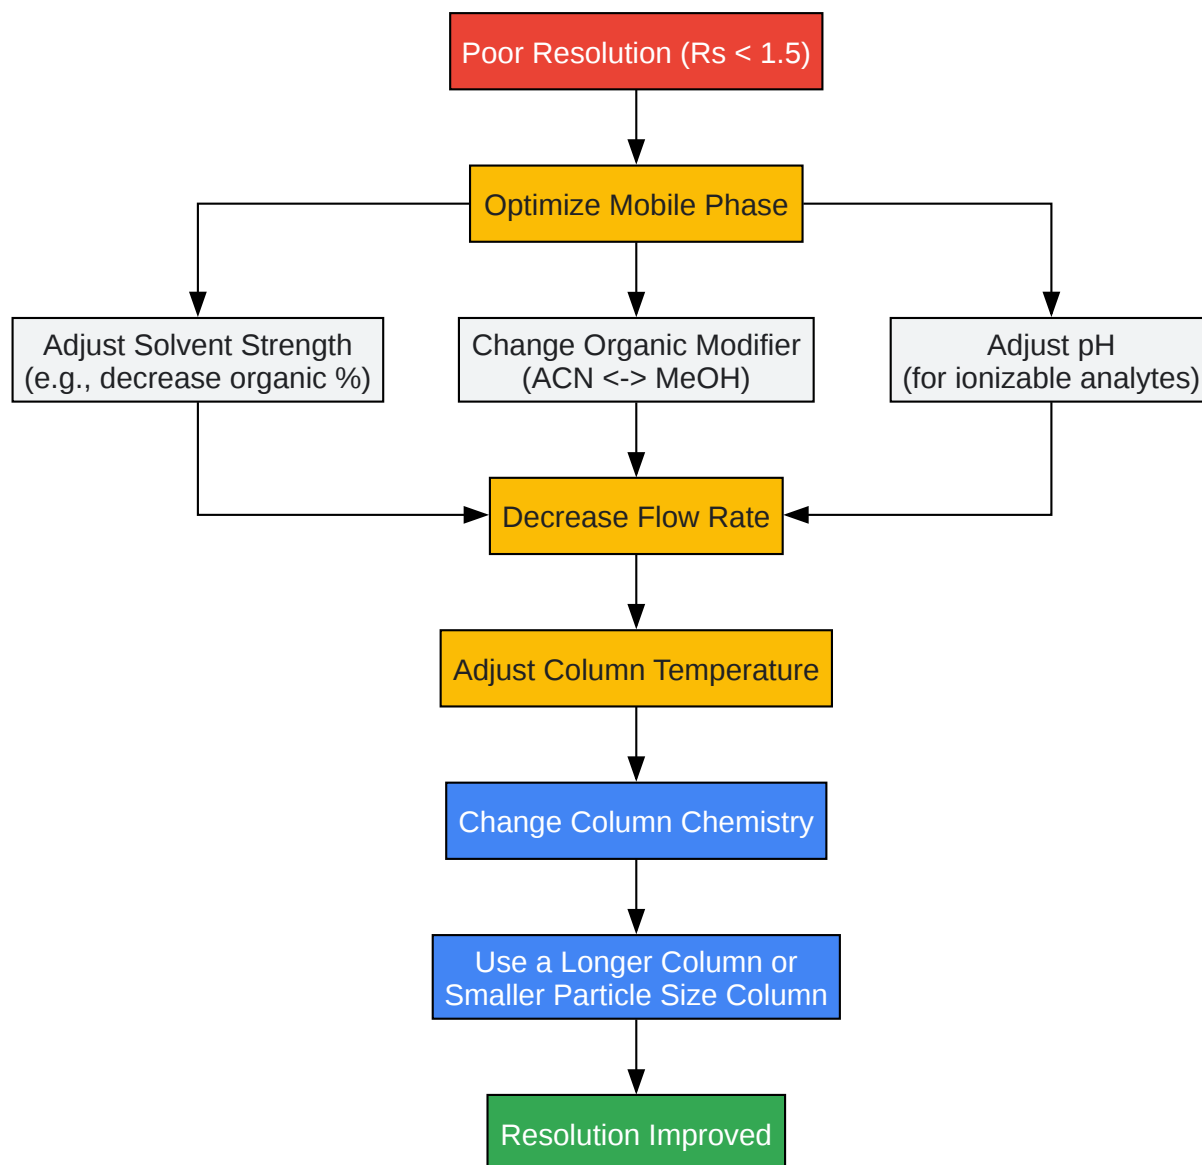 Poor Resolution (Rs < 1.5)
Optimize Mobile Phase
Adjust Solvent Strength
(e.g., decrease organic %)
Change Organic Modifier
(ACN <-> MeOH)
Adjust pH
(for ionizable analytes)
Decrease Flow Rate
Adjust Column Temperature
Change Column Chemistry
Use a Longer Column or
Smaller Particle Size Column
Resolution Improved